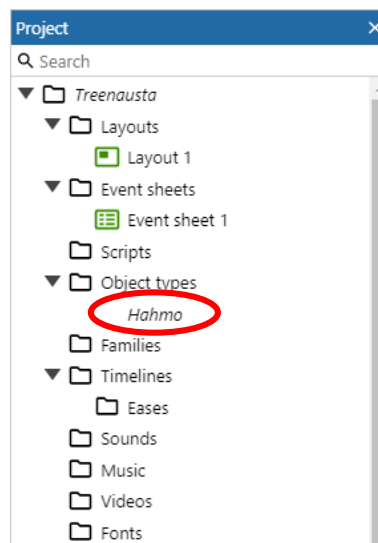 Project
Search
Treenausta
Layouts
Layout 1
Event sheets
Event sheet 1
Scripts
Object types
Hahmo
Families
Timelines
Eases
Sounds
Music
Videos
Fonts